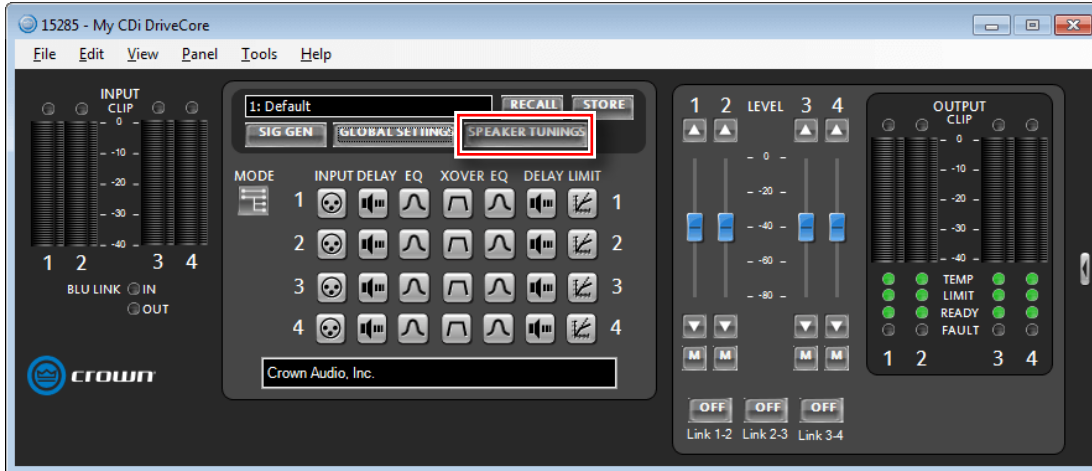 15285 - My CDi DriveCore
File Edit View Panel Tools Help
INPUT
CLIP
0
-10
-20
-30
-40
1 2 3 4
BLU LINK IN
OUT
crown
1: Default
RECALL STORE
SIG GEN GLOBAL SETTINGS SPEAKER TUNINGS
MODE INPUT DELAY EQ XOVER EQ DELAY LIMIT
1 1
2 2
3 3
4 4
Crown Audio, Inc.
1 2 LEVEL 3 4
0
-20
-40
-60
-80
M M M M
OFF OFF OFF
Link 1-2 Link 2-3 Link 3-4
OUTPUT
CLIP
0
-10
-20
-30
-40
TEMP
LIMIT
READY
FAULT
1 2 3 4